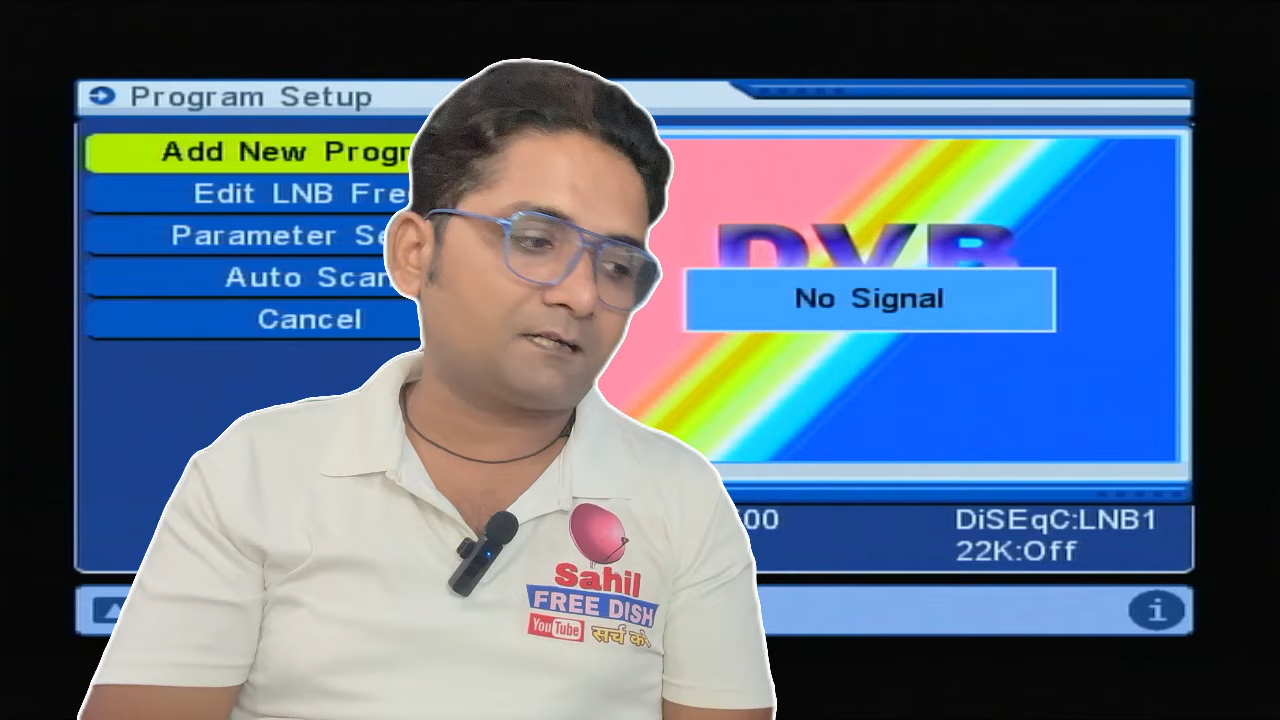 Program Setup
Add New Progr
Edit LNB Fre
Parameter Se
Auto Scan
Cancel
DVB
No Signal
00
DiSEqC:LNB1
22K:Off
i
Sahil
FREE DISH
YouTube सर्च करे